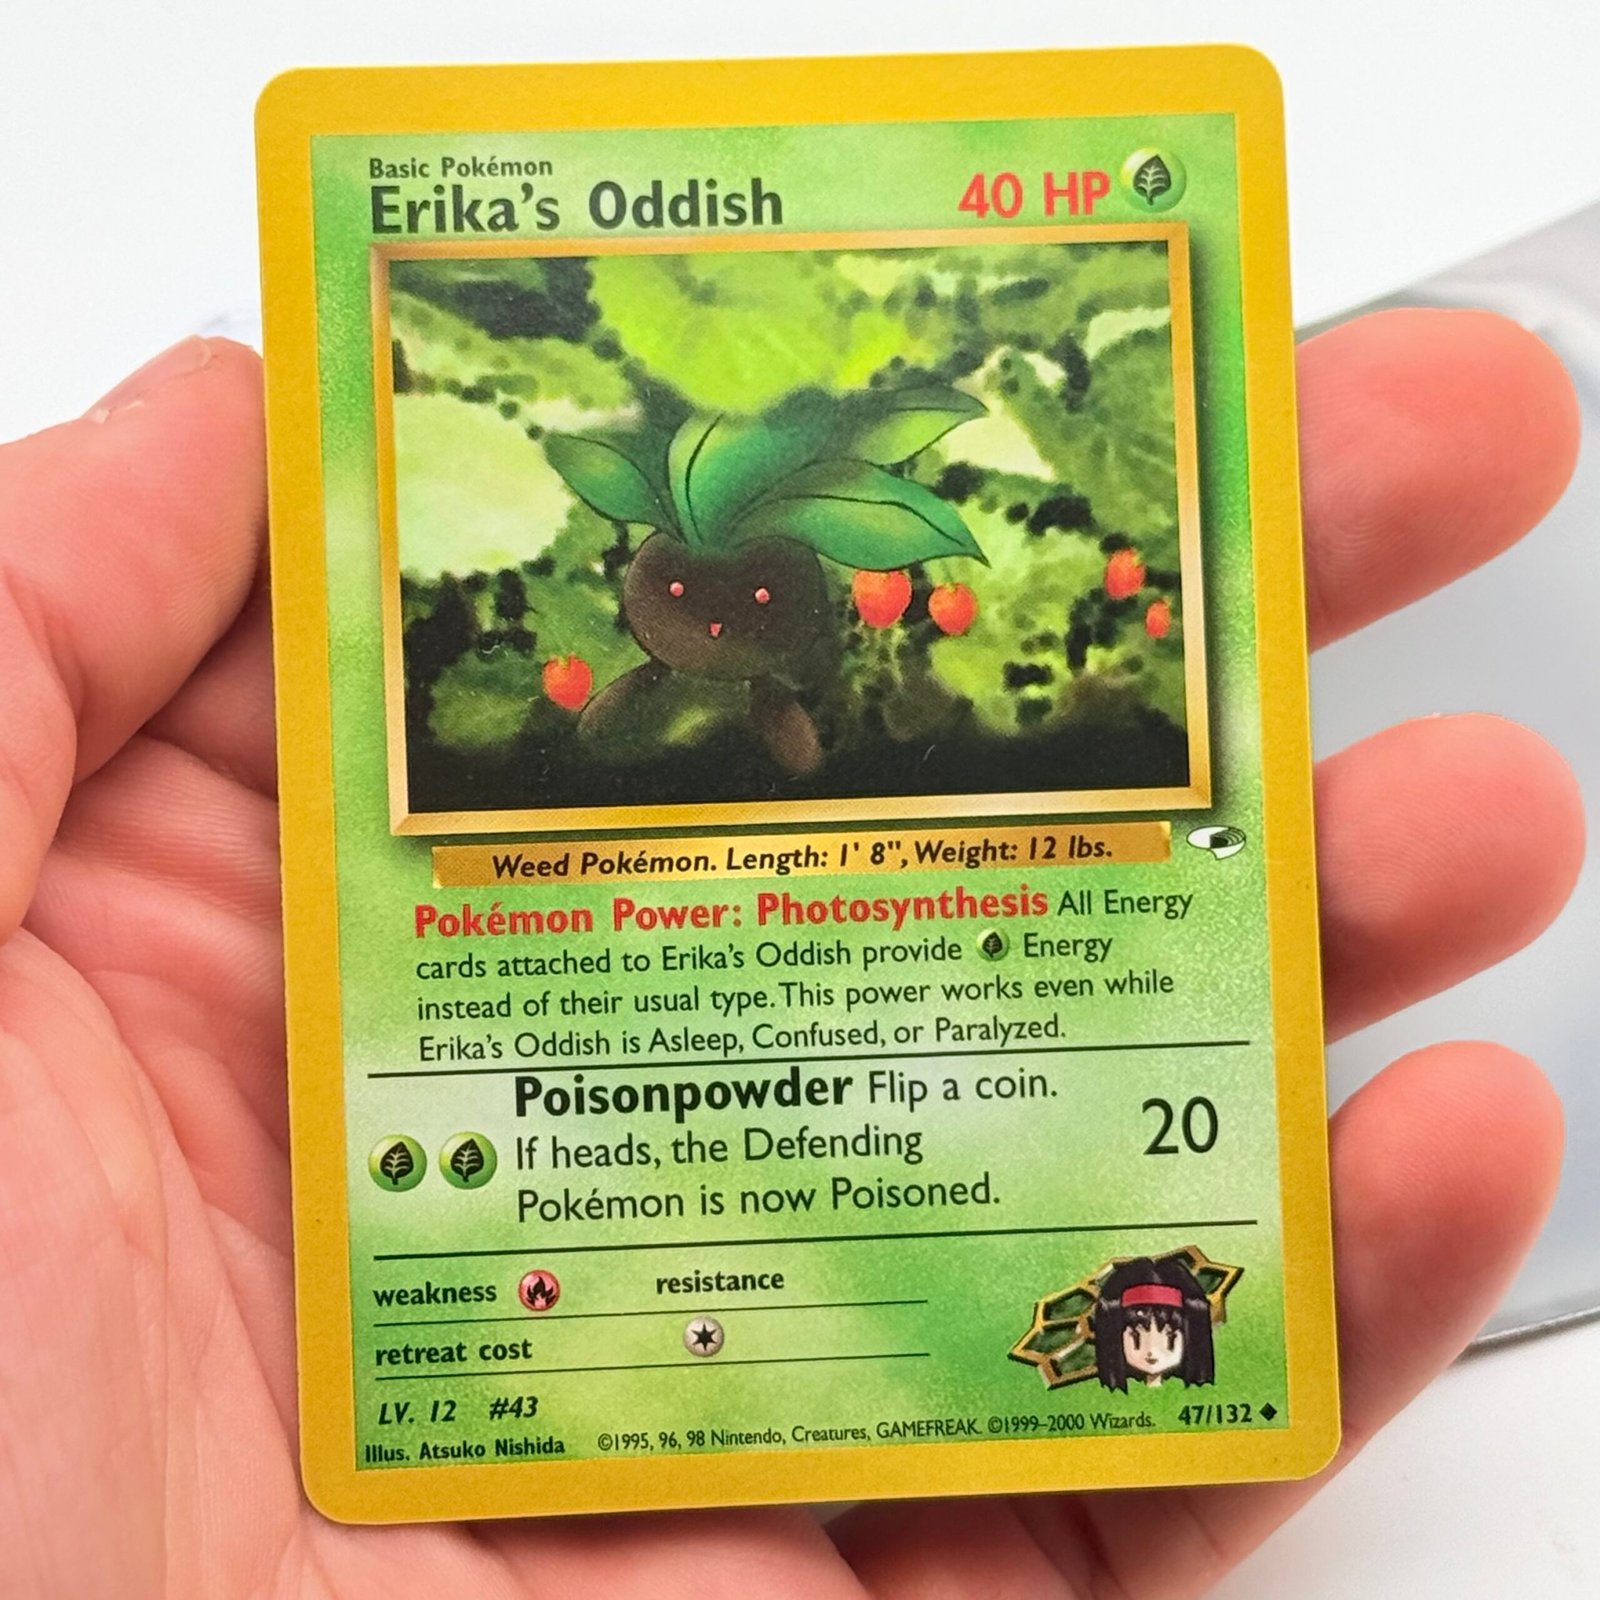 Basic Pokémon
Erika's Oddish 40 HP
Weed Pokémon. Length: 1' 8", Weight: 12 lbs.
Pokémon Power: Photosynthesis All Energy
cards attached to Erika's Oddish provide Energy
instead of their usual type. This power works even while
Erika's Oddish is Asleep, Confused, or Paralyzed.
Poisonpowder Flip a coin.
If heads, the Defending
Pokémon is now Poisoned.
20
weakness resistance
retreat cost
LV. 12 #43
Illus. Atsuko Nishida ©1995, 96, 98 Nintendo, Creatures, GAMEFREAK. ©1999–2000 Wizards. 47/132